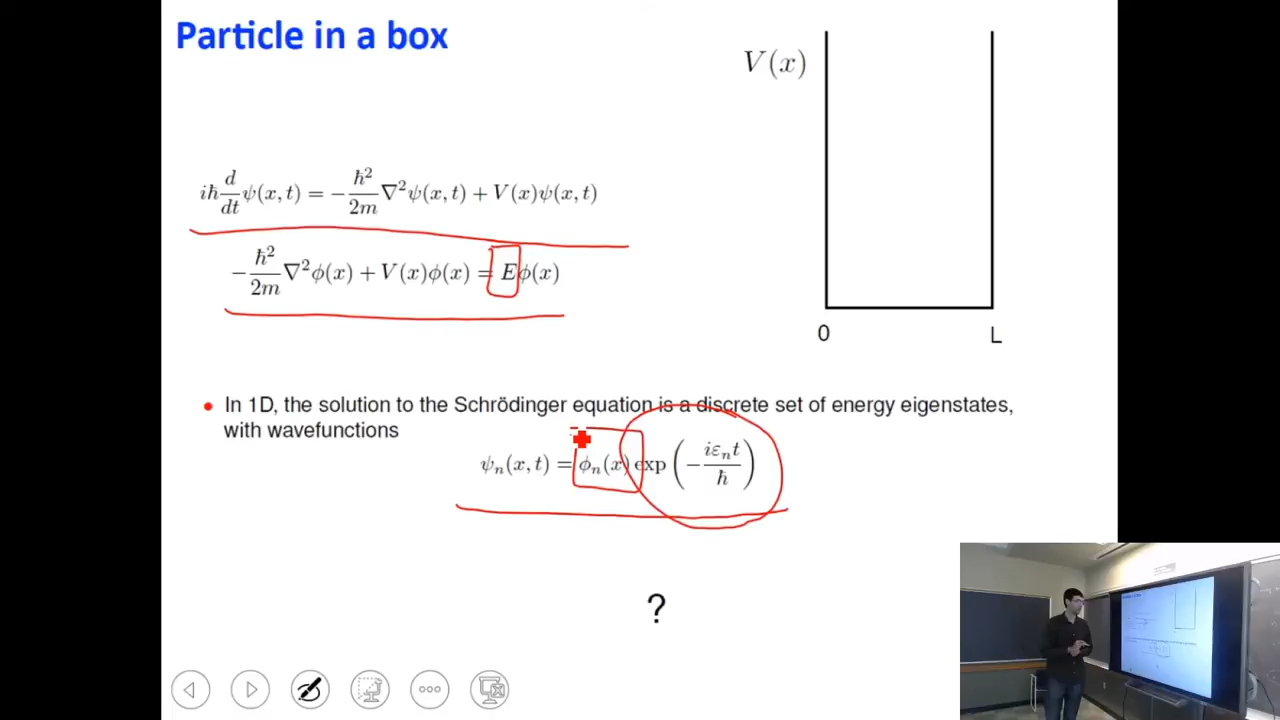 Particle in a box
V(x)
iħ d/dt ψ(x, t) = − ħ²/2m ∇²ψ(x, t) + V(x)ψ(x, t)
− ħ²/2m ∇²ϕ(x) + V(x)ϕ(x) = Eϕ(x)
0 L
• In 1D, the solution to the Schrödinger equation is a discrete set of energy eigenstates,
with wavefunctions
ψₙ(x, t) = ϕₙ(x) exp (− iεₙt/ħ)
?